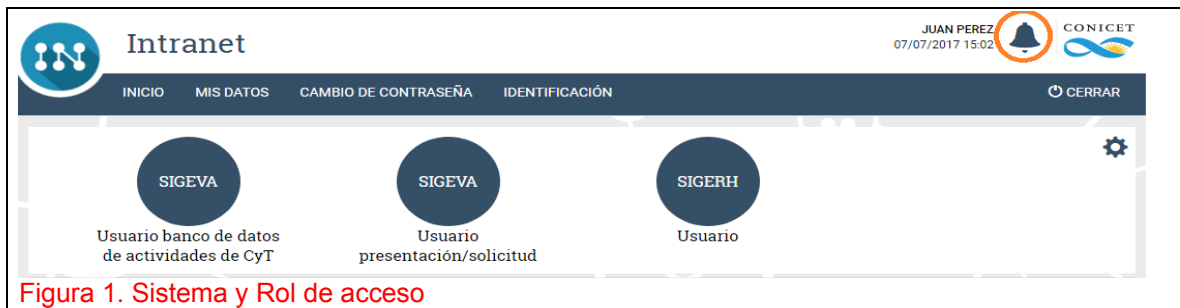 Intranet
JUAN PEREZ
07/07/2017 15:02
CONICET
INICIO MIS DATOS CAMBIO DE CONTRASEÑA IDENTIFICACIÓN CERRAR
SIGEVA SIGEVA SIGERH
Usuario banco de datos
de actividades de CyT
Usuario
presentación/solicitud
Usuario
Figura 1. Sistema y Rol de acceso